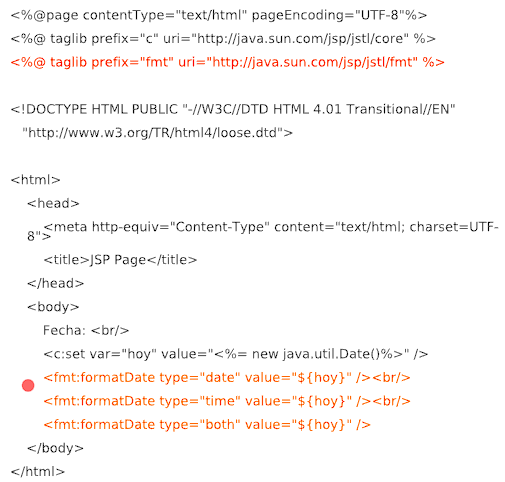 <%@page contentType="text/html" pageEncoding="UTF-8"%>
<%@ taglib prefix="c" uri="http://java.sun.com/jsp/jstl/core" %>
<%@ taglib prefix="fmt" uri="http://java.sun.com/jsp/jstl/fmt" %>
<!DOCTYPE HTML PUBLIC "-//W3C//DTD HTML 4.01 Transitional//EN"
"http://www.w3.org/TR/html4/loose.dtd">
<html>
<head>
<meta http-equiv="Content-Type" content="text/html; charset=UTF-
8">
<title>JSP Page</title>
</head>
<body>
Fecha: <br/>
<c:set var="hoy" value="<%= new java.util.Date()%>" />
<fmt:formatDate type="date" value="${hoy}" /><br/>
<fmt:formatDate type="time" value="${hoy}" /><br/>
<fmt:formatDate type="both" value="${hoy}" />
</body>
</html>